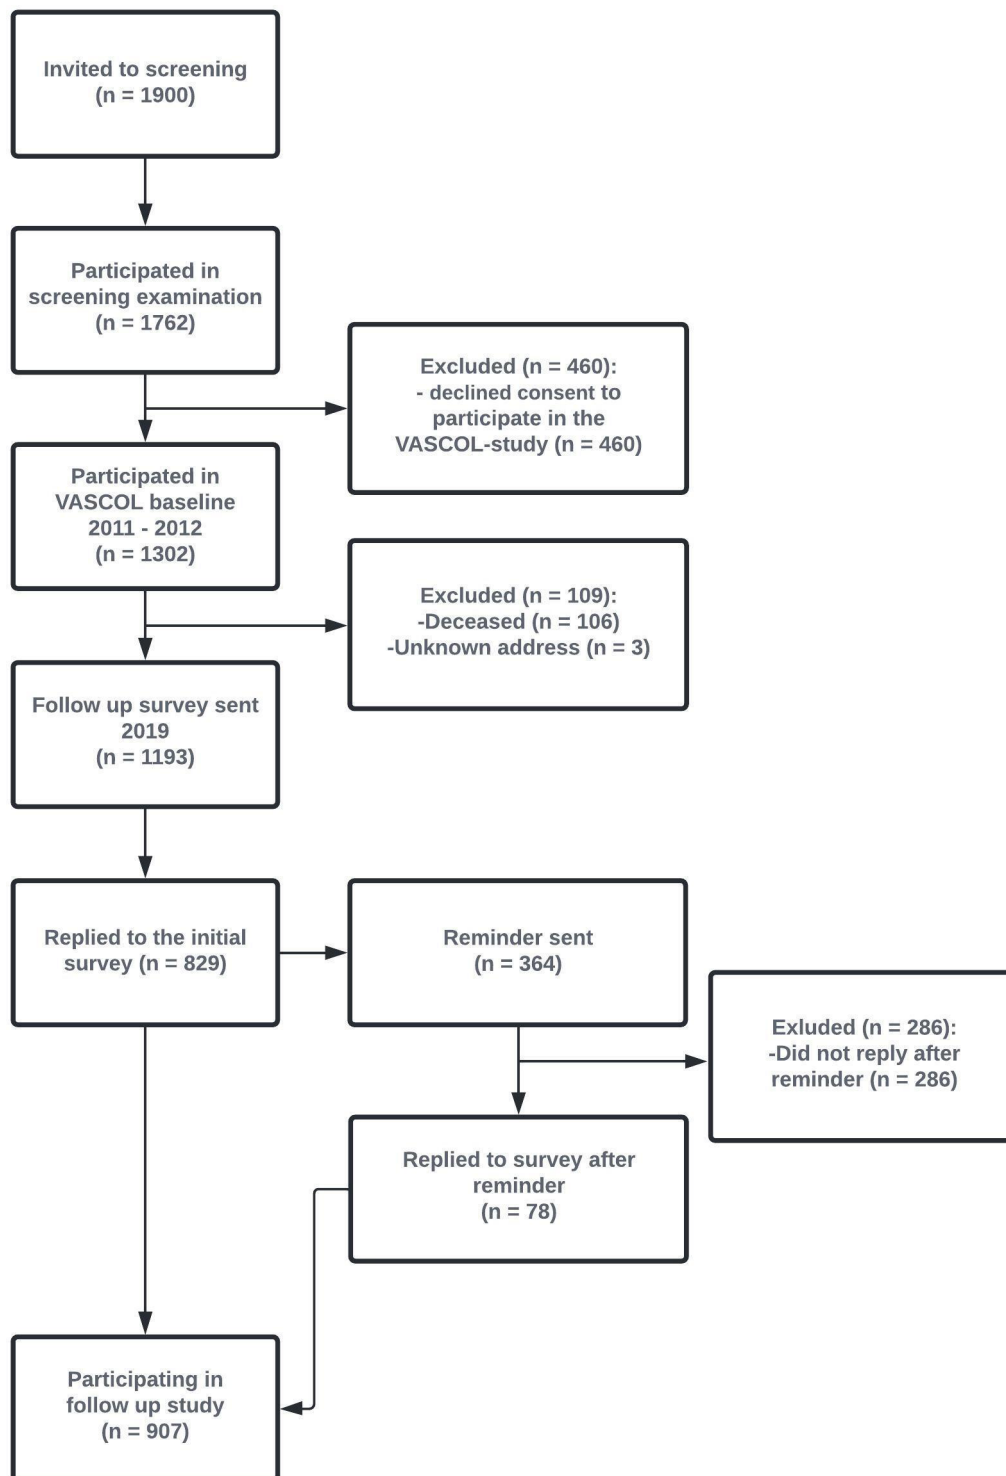 Invited to screening
(n = 1900)
Participated in
screening examination
(n = 1762)
Excluded (n = 460):
- declined consent to
participate in the
VASCOL-study (n = 460)
Participated in
VASCOL baseline
2011 - 2012
(n = 1302)
Excluded (n = 109):
-Deceased (n = 106)
-Unknown address (n = 3)
Follow up survey sent
2019
(n = 1193)
Replied to the initial
survey (n = 829)
Reminder sent
(n = 364)
Exluded (n = 286):
-Did not reply after
reminder (n = 286)
Replied to survey after
reminder
(n = 78)
Participating in
follow up study
(n = 907)